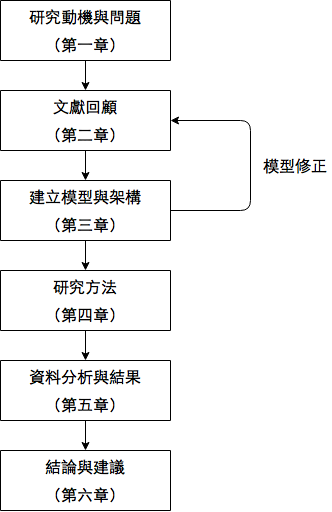 研究動機與問題
（第一章）
文獻回顧
（第二章）
模型修正
建立模型與架構
（第三章）
研究方法
（第四章）
資料分析與結果
（第五章）
結論與建議
（第六章）